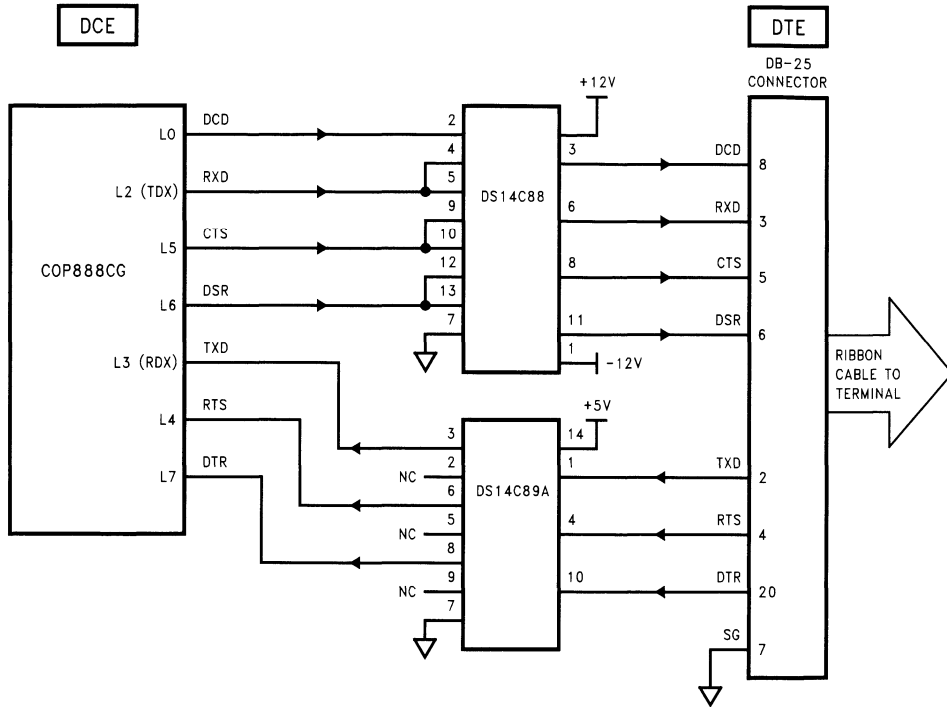 DCE
DTE
DB-25
CONNECTOR
+12V
L0 DCD 2
3 DCD 8
4
L2 (TDX) RXD 5
DS14C88
6 RXD 3
9
L5 CTS 10
8 CTS 5
COP888CG
12
L6 DSR 13
11 DSR 6
7
1 -12V
L3 (RDX) TXD
RIBBON
CABLE TO
TERMINAL
+5V
L4 RTS
3
14
L7 DTR
NC 2
1 TXD 2
6
DS14C89A
NC 5
4 RTS 4
8
NC 9
10 DTR 20
7
SG 7